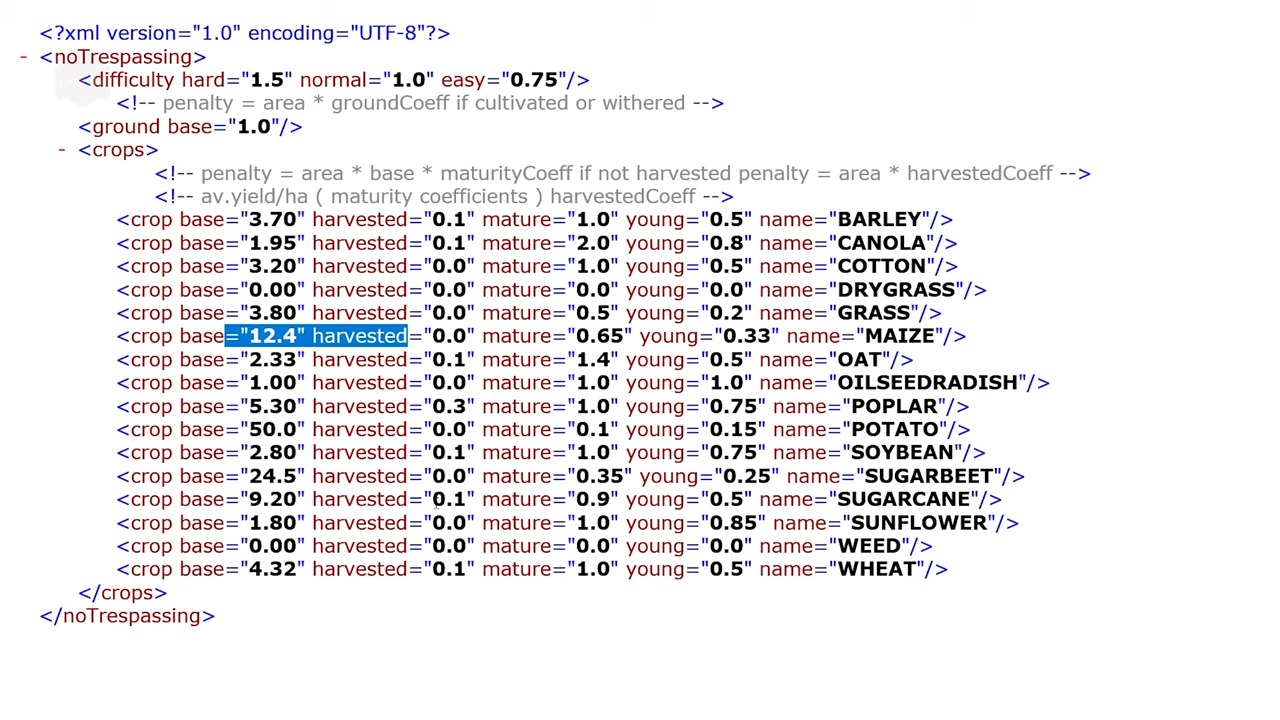 <?xml version="1.0" encoding="UTF-8"?>
- <noTrespassing>
<difficulty hard="1.5" normal="1.0" easy="0.75"/>
<!-- penalty = area * groundCoeff if cultivated or withered -->
<ground base="1.0"/>
- <crops>
<!-- penalty = area * base * maturityCoeff if not harvested penalty = area * harvestedCoeff -->
<!-- av.yield/ha ( maturity coefficients ) harvestedCoeff -->
<crop base="3.70" harvested="0.1" mature="1.0" young="0.5" name="BARLEY"/>
<crop base="1.95" harvested="0.1" mature="2.0" young="0.8" name="CANOLA"/>
<crop base="3.20" harvested="0.0" mature="1.0" young="0.5" name="COTTON"/>
<crop base="0.00" harvested="0.0" mature="0.0" young="0.0" name="DRYGRASS"/>
<crop base="3.80" harvested="0.0" mature="0.5" young="0.2" name="GRASS"/>
<crop base="12.4" harvested="0.0" mature="0.65" young="0.33" name="MAIZE"/>
<crop base="2.33" harvested="0.1" mature="1.4" young="0.5" name="OAT"/>
<crop base="1.00" harvested="0.0" mature="1.0" young="1.0" name="OILSEEDRADISH"/>
<crop base="5.30" harvested="0.3" mature="1.0" young="0.75" name="POPLAR"/>
<crop base="50.0" harvested="0.0" mature="0.1" young="0.15" name="POTATO"/>
<crop base="2.80" harvested="0.1" mature="1.0" young="0.75" name="SOYBEAN"/>
<crop base="24.5" harvested="0.0" mature="0.35" young="0.25" name="SUGARBEET"/>
<crop base="9.20" harvested="0.1" mature="0.9" young="0.5" name="SUGARCANE"/>
<crop base="1.80" harvested="0.0" mature="1.0" young="0.85" name="SUNFLOWER"/>
<crop base="0.00" harvested="0.0" mature="0.0" young="0.0" name="WEED"/>
<crop base="4.32" harvested="0.1" mature="1.0" young="0.5" name="WHEAT"/>
</crops>
</noTrespassing>